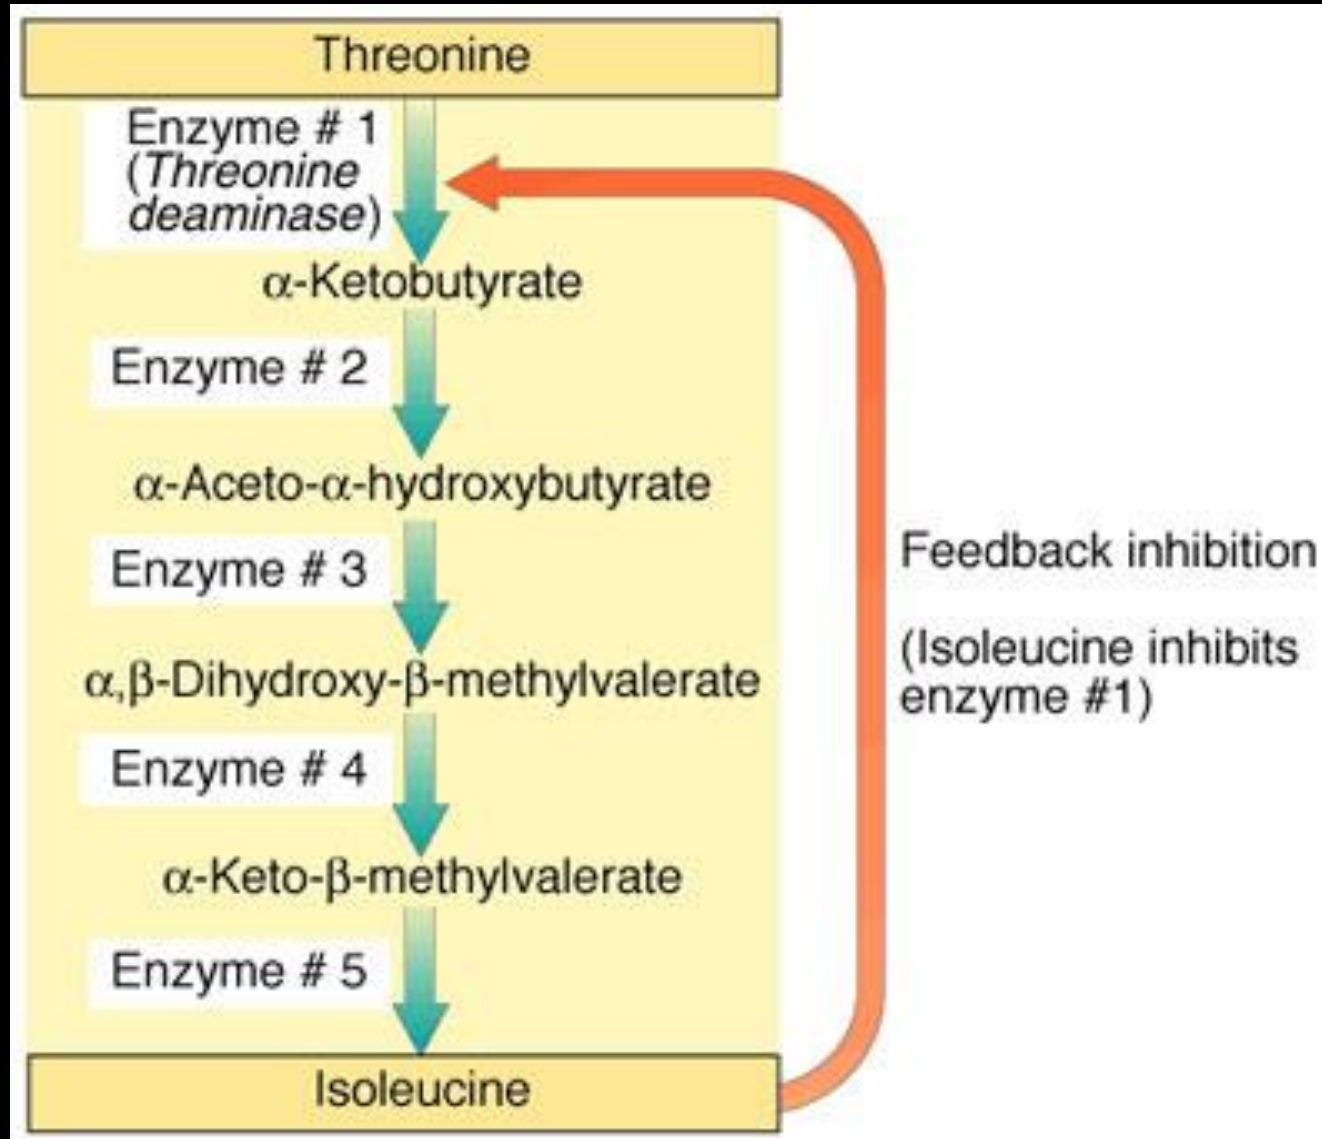 Threonine
Enzyme # 1
(Threonine
deaminase)
α-Ketobutyrate
Enzyme # 2
α-Aceto-α-hydroxybutyrate
Enzyme # 3
α,β-Dihydroxy-β-methylvalerate
Enzyme # 4
α-Keto-β-methylvalerate
Enzyme # 5
Isoleucine
Feedback inhibition
(Isoleucine inhibits
enzyme #1)